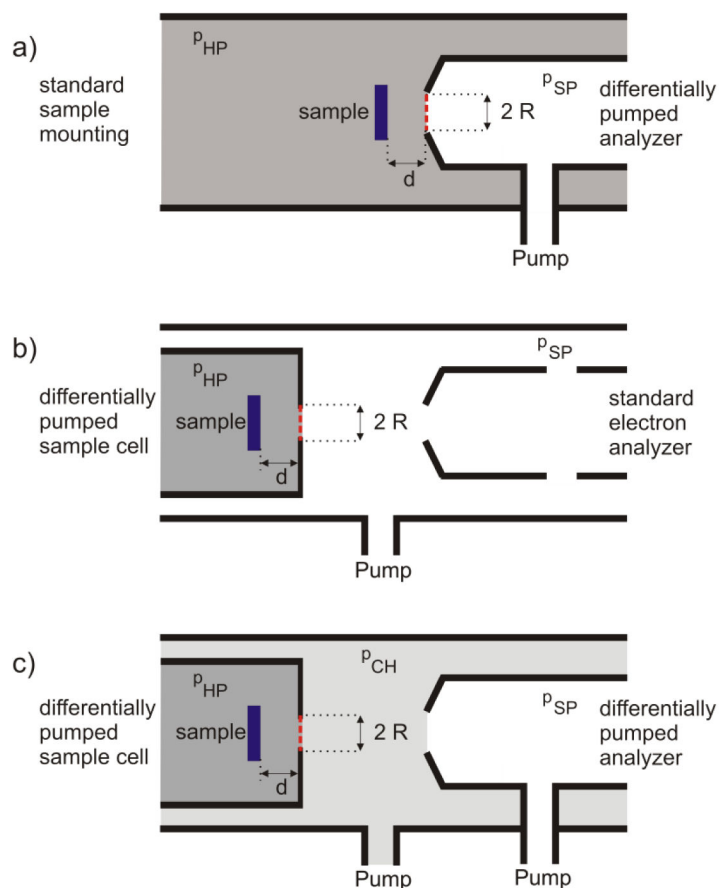 a)
pHP
standard
sample
mounting
sample
d
2 R
pSP
differentially
pumped
analyzer
Pump
b)
pHP
differentially
pumped
sample cell
sample
d
2 R
pSP
standard
electron
analyzer
Pump
c)
pHP
differentially
pumped
sample cell
sample
d
pCH
2 R
pSP
differentially
pumped
analyzer
Pump
Pump